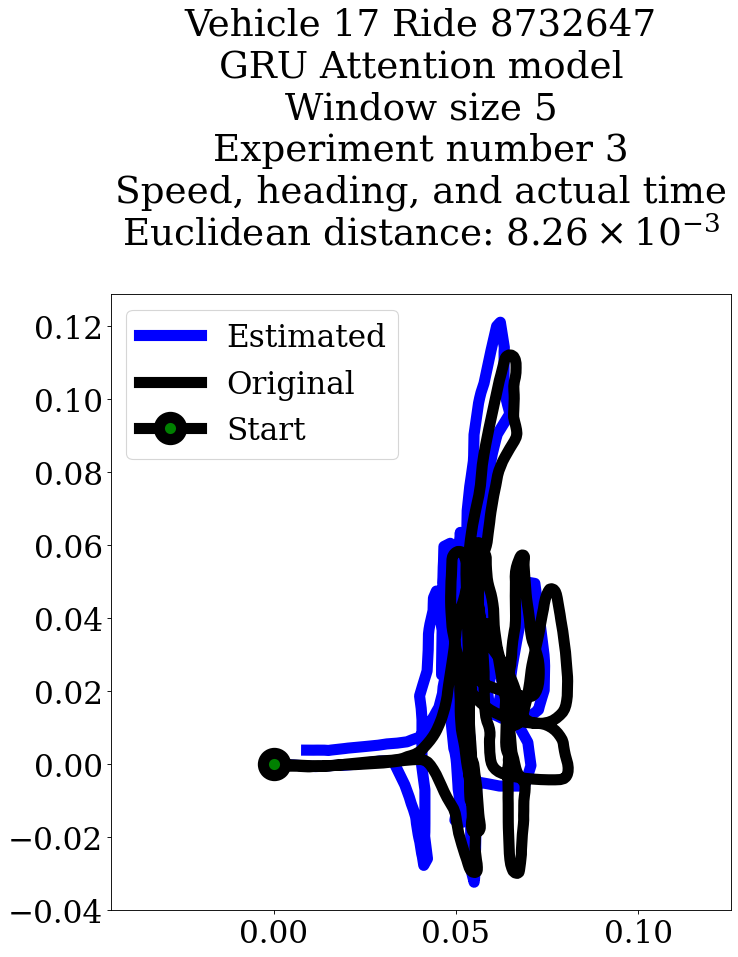 Vehicle 17 Ride 8732647
GRU Attention model
Window size 5
Experiment number 3
Speed, heading, and actual time
Euclidean distance: 8.26 × 10⁻³
Estimated
Original
Start
0.12
0.10
0.08
0.06
0.04
0.02
0.00
−0.02
−0.04
0.00 0.05 0.10